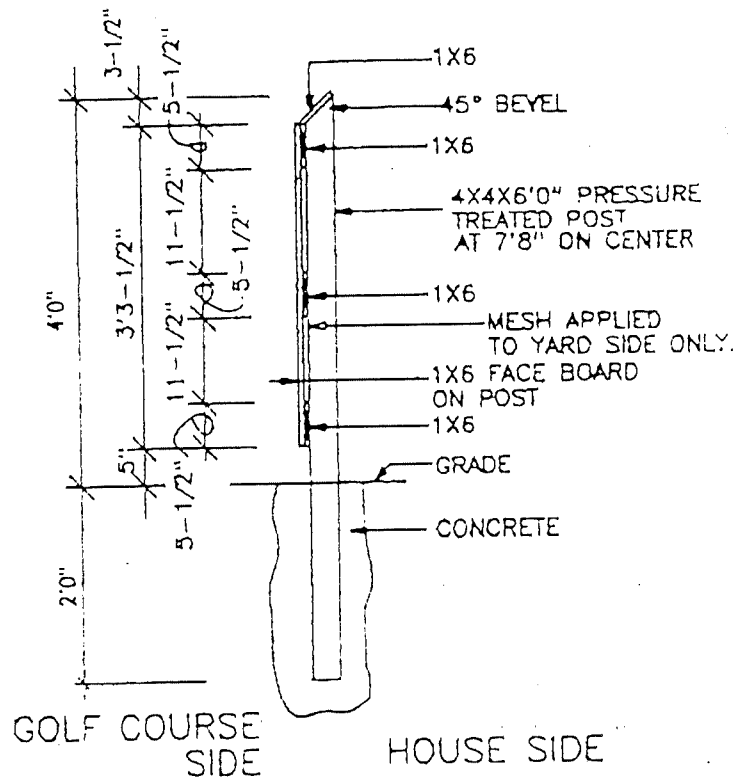 3-1/2"
5-1/2"
11-1/2"
5-1/2"
11-1/2"
5-1/2"
4'0"
3'3-1/2"
5"
2'0"
1X6
45° BEVEL
1X6
4X4X6'0" PRESSURE
TREATED POST
AT 7'8" ON CENTER
1X6
MESH APPLIED
TO YARD SIDE ONLY.
1X6 FACE BOARD
ON POST
1X6
GRADE
CONCRETE
GOLF COURSE
SIDE
HOUSE SIDE